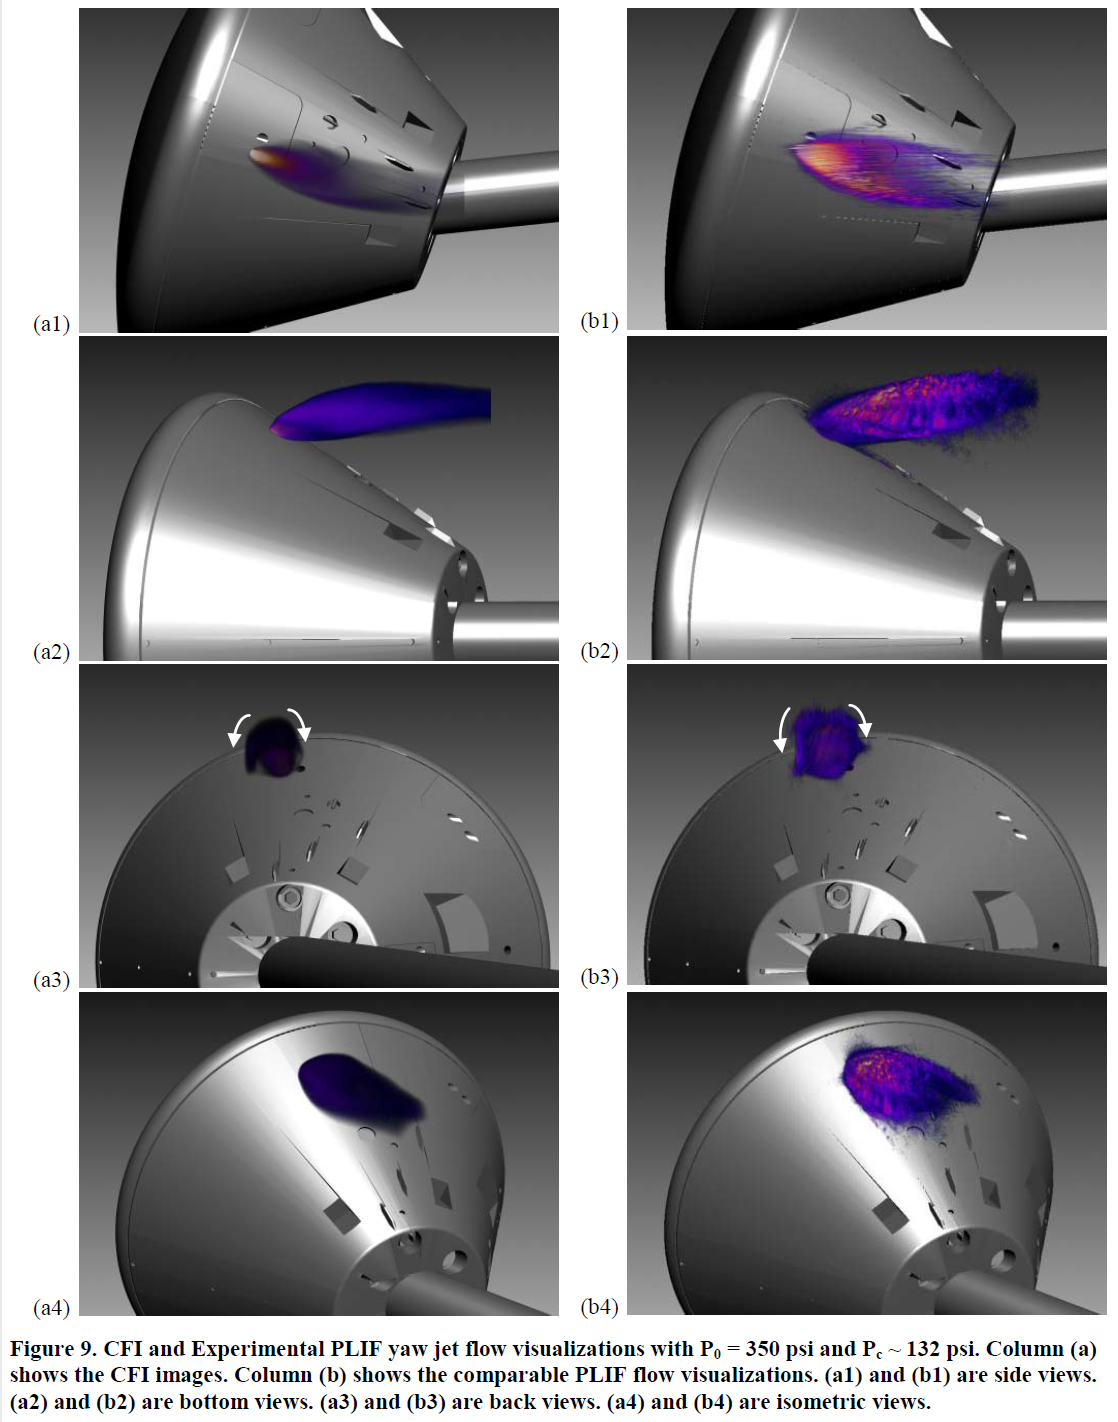 (a1)
(b1)
(a2)
(b2)
(a3)
(b3)
(a4)
(b4)
Figure 9. CFI and Experimental PLIF yaw jet flow visualizations with P0 = 350 psi and Pc ~ 132 psi. Column (a)
shows the CFI images. Column (b) shows the comparable PLIF flow visualizations. (a1) and (b1) are side views.
(a2) and (b2) are bottom views. (a3) and (b3) are back views. (a4) and (b4) are isometric views.